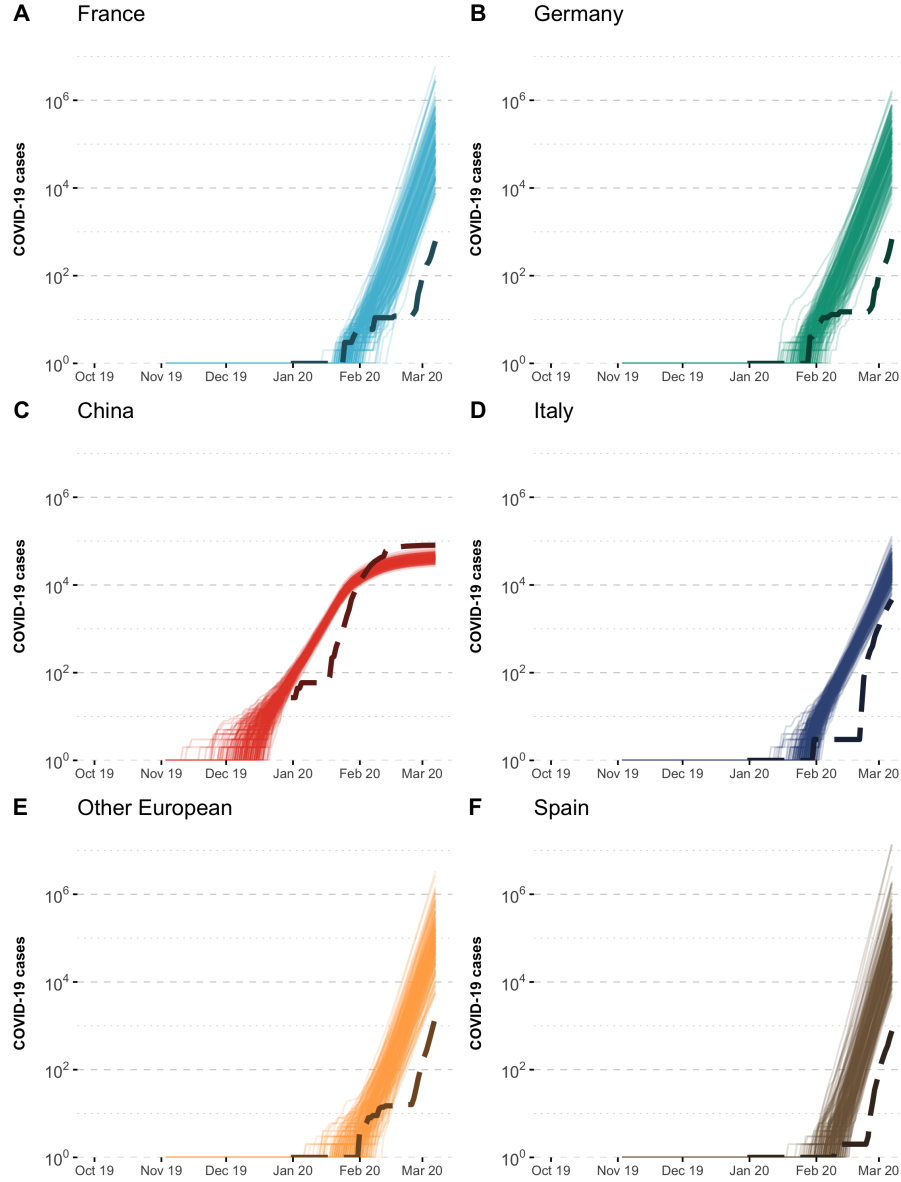 A France
COVID-19 cases
10^6
10^4
10^2
10^0
Oct 19 Nov 19 Dec 19 Jan 20 Feb 20 Mar 20
B Germany
COVID-19 cases
10^6
10^4
10^2
10^0
Oct 19 Nov 19 Dec 19 Jan 20 Feb 20 Mar 20
C China
COVID-19 cases
10^6
10^4
10^2
10^0
Oct 19 Nov 19 Dec 19 Jan 20 Feb 20 Mar 20
D Italy
COVID-19 cases
10^6
10^4
10^2
10^0
Oct 19 Nov 19 Dec 19 Jan 20 Feb 20 Mar 20
E Other European
COVID-19 cases
10^6
10^4
10^2
10^0
Oct 19 Nov 19 Dec 19 Jan 20 Feb 20 Mar 20
F Spain
COVID-19 cases
10^6
10^4
10^2
10^0
Oct 19 Nov 19 Dec 19 Jan 20 Feb 20 Mar 20